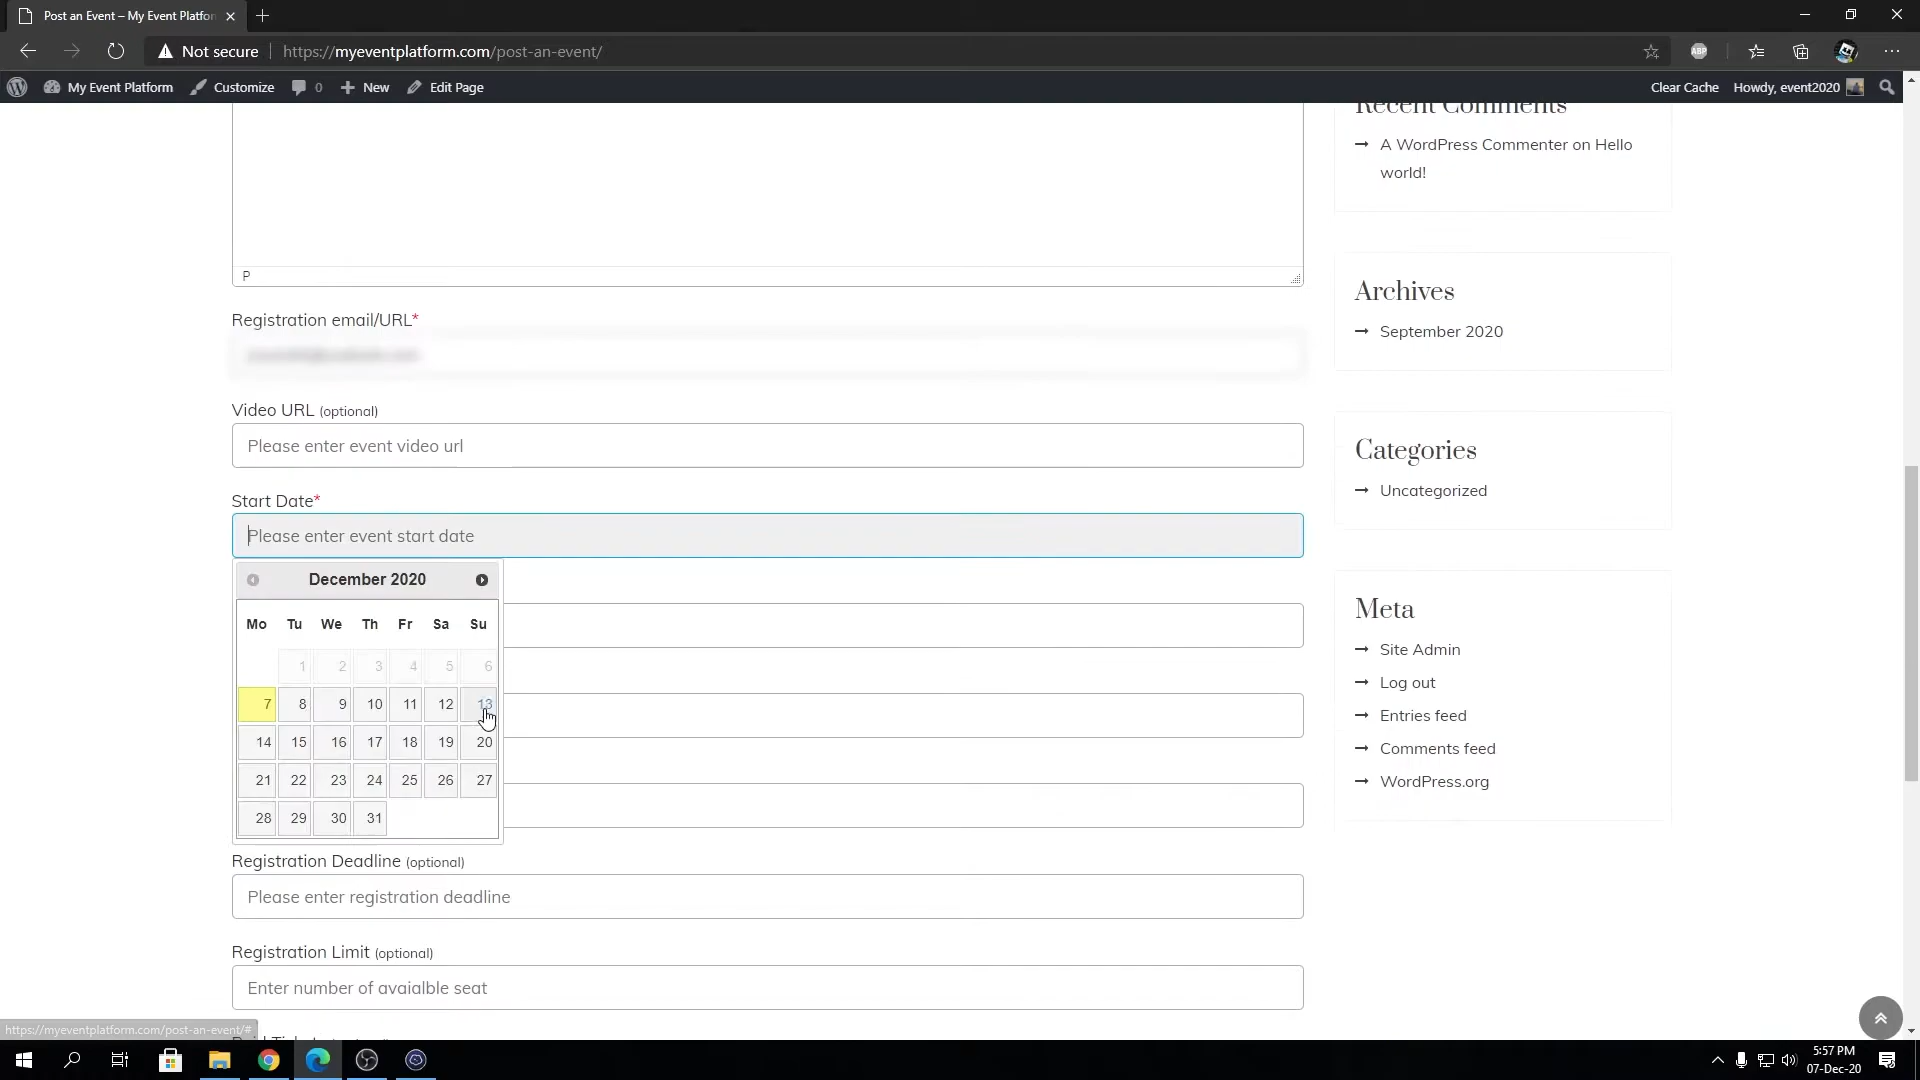 Post an Event – My Event Platfor
Not secure
https://myeventplatform.com/post-an-event/
ABP
My Event Platform
Customize
0
New
Edit Page
Clear Cache
Howdy, event2020
Recent Comments
A WordPress Commenter on Hello
world!
P
Registration email/URL*
Archives
September 2020
Video URL (optional)
Please enter event video url
Categories
Uncategorized
Start Date*
Please enter event start date
December 2020
Mo Tu We Th Fr Sa Su
1 2 3 4 5 6
7 8 9 10 11 12 13
14 15 16 17 18 19 20
21 22 23 24 25 26 27
28 29 30 31
Meta
Site Admin
Log out
Entries feed
Comments feed
WordPress.org
Registration Deadline (optional)
Please enter registration deadline
Registration Limit (optional)
Enter number of avaialble seat
https://myeventplatform.com/post-an-event/#
5:57 PM
07-Dec-20